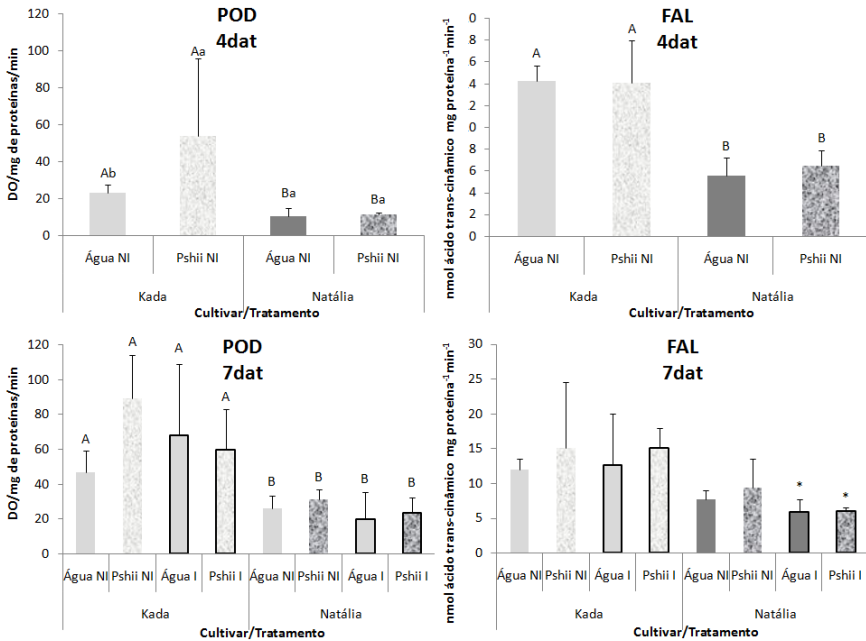 POD
4dat
DO/mg de proteínas/min
120
100
80
60
40
20
0
Ab
Aa
Ba
Ba
Água NI Pshii NI Água NI Pshii NI
Kada Natália
Cultivar/Tratamento
FAL
4dat
nmol ácido trans-cinâmico mg proteína-1 min-1
0
8
6
4
2
0
8
6
4
2
0
A
A
B
B
Água NI Pshii NI Água NI Pshii NI
Kada Natália
Cultivar/Tratamento
POD
7dat
DO/mg de proteínas/min
120
100
80
60
40
20
0
A
A
A
A
B
B
B
B
Água NI Pshii NI Água I Pshii I Água NI Pshii NI Água I Pshii I
Kada Natália
Cultivar/Tratamento
FAL
7dat
nmol ácido trans-cinâmico mg proteína-1 min-1
30
25
20
15
10
5
0
*
*
Água NI Pshii NI Água I Pshii I Água NI Pshii NI Água I Pshii I
Kada Natália
Cultivar/Tratamento